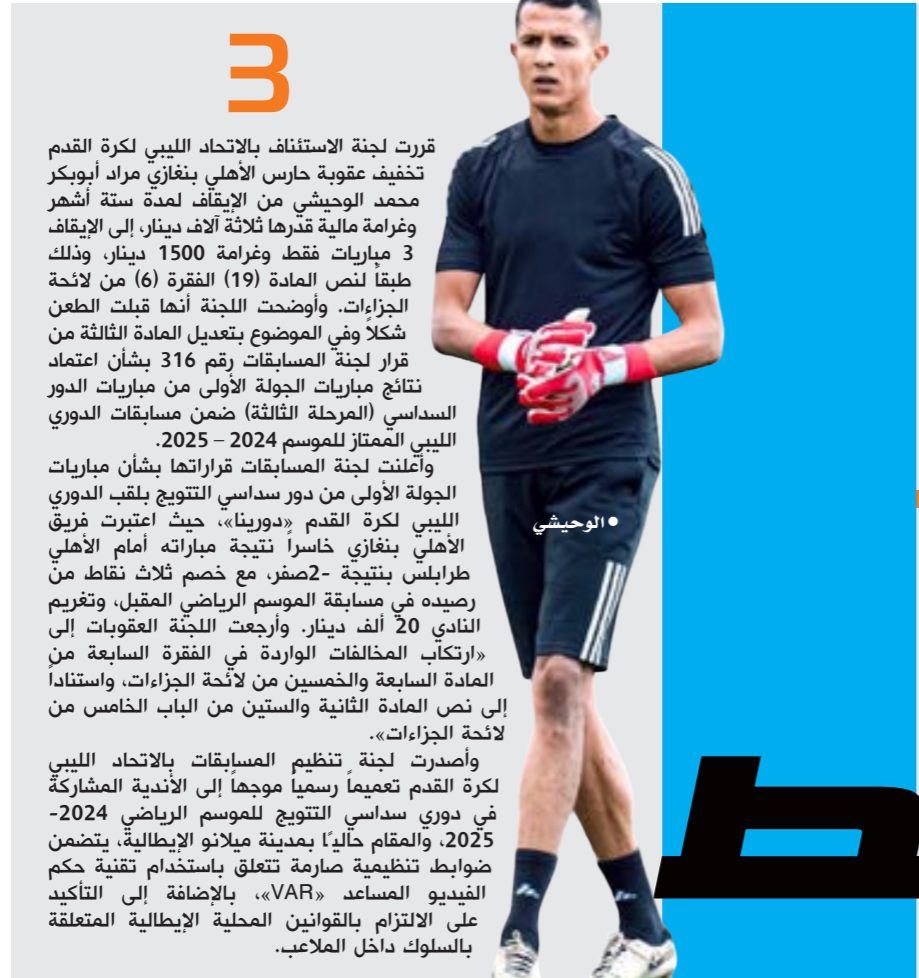 3
قررت لجنة الاستئناف بالاتحاد الليبي لكرة القدم
تخفيف عقوبة حارس الأهلي بنغازي مراد أبوبكر
محمد الوحيشي من الإيقاف لمدة ستة أشهر
وغرامة مالية قدرها ثلاثة آلاف دينار، إلى الإيقاف
3 مباريات فقط وغرامة 1500 دينار، وذلك
طبقاً لنص المادة (19) الفقرة (6) من لائحة
الجزاءات. وأوضحت اللجنة أنها قبلت الطعن
شكلاً وفي الموضوع بتعديل المادة الثالثة من
قرار لجنة المسابقات رقم 316 بشأن اعتماد
نتائج مباريات الجولة الأولى من مباريات الدور
السداسي (المرحلة الثالثة) ضمن مسابقات الدوري
الليبي الممتاز للموسم 2024 – 2025.
وأعلنت لجنة المسابقات قراراتها بشأن مباريات
الجولة الأولى من دور سداسي التتويج بلقب الدوري
الليبي لكرة القدم «دورينا»، حيث اعتبرت فريق
الأهلي بنغازي خاسراً نتيجة مباراته أمام الأهلي
طرابلس بنتيجة -2صفر، مع خصم ثلاث نقاط من
رصيده في مسابقة الموسم الرياضي المقبل، وتغريم
النادي 20 ألف دينار. وأرجعت اللجنة العقوبات إلى
«ارتكاب المخالفات الواردة في الفقرة السابعة من
المادة السابعة والخمسين من لائحة الجزاءات، واستناداً
إلى نص المادة الثانية والستين من الباب الخامس من
لائحة الجزاءات».
وأصدرت لجنة تنظيم المسابقات بالاتحاد الليبي
لكرة القدم تعميماً رسمياً موجهاً إلى الأندية المشاركة
في دوري سداسي التتويج للموسم الرياضي 2024-
2025، والمقام حاليًا بمدينة ميلانو الإيطالية، يتضمن
ضوابط تنظيمية صارمة تتعلق باستخدام تقنية حكم
الفيديو المساعد «VAR»، بالإضافة إلى التأكيد
على الالتزام بالقوانين المحلية الإيطالية المتعلقة
بالسلوك داخل الملاعب.
• الوحيشي